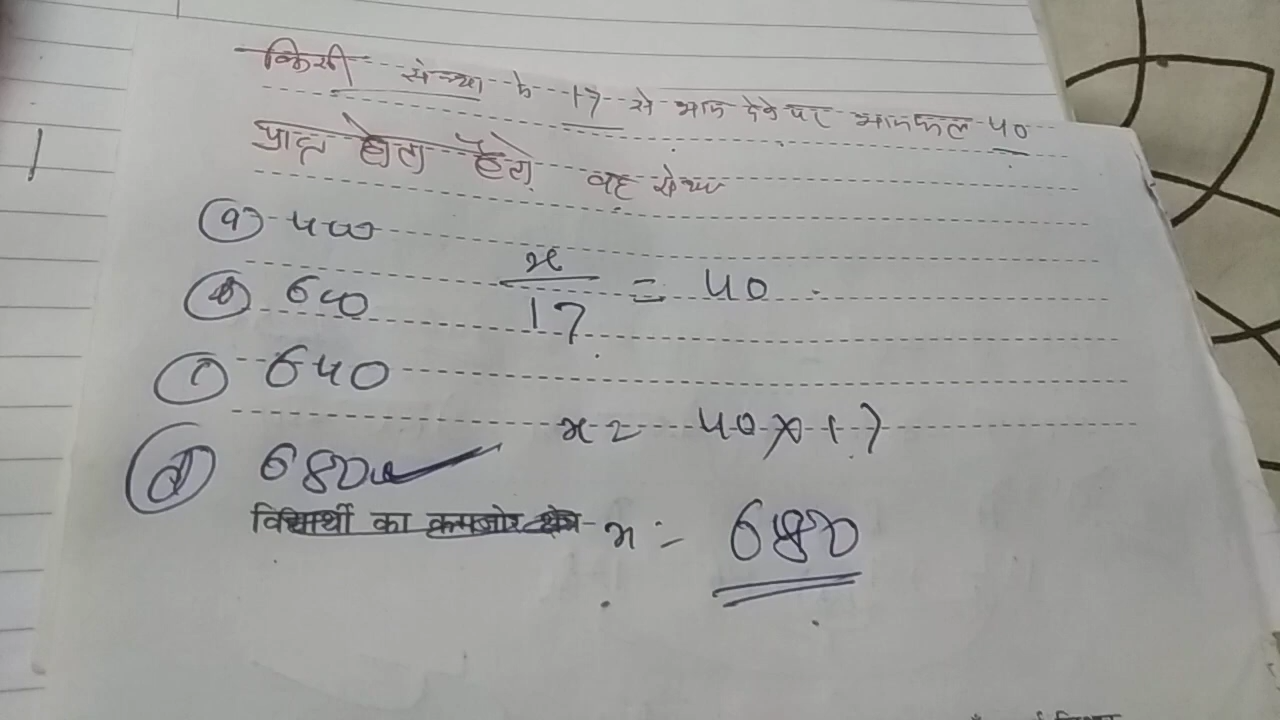 किसी संख्या के 17 से भाग देने पर भागफल 40
प्राप्त होता है तो वह संख्या
(a) 400
(b) 600
(c) 640
(d) 680
x/17 = 40
x = 40 × 17
विद्यार्थी का कमजोर क्षेत्र
x = 680